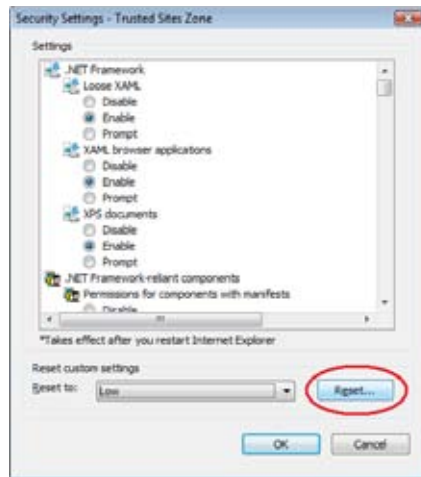 Security Settings - Trusted Sites Zone
Settings
.NET Framework
Loose XAML
Disable
Enable
Prompt
XAML browser applications
Disable
Enable
Prompt
XPS documents
Disable
Enable
Prompt
.NET Framework-reliant components
Permissions for components with manifests
Disable
*Takes effect after you restart Internet Explorer
Reset custom settings
Reset to: Low Reset...
OK Cancel